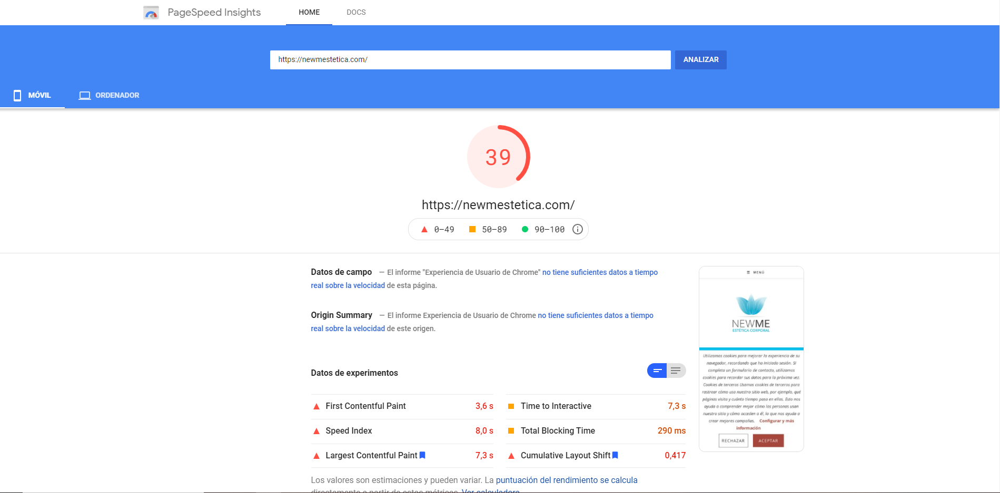 PageSpeed Insights
HOME
DOCS
https://newmestetica.com/
ANALIZAR
MÓVIL
ORDENADOR
39
https://newmestetica.com/
0–49
50–89
90–100
Datos de campo — El informe "Experiencia de Usuario de Chrome" no tiene suficientes datos a tiempo
real sobre la velocidad de esta página.
Origin Summary — El informe Experiencia de Usuario de Chrome no tiene suficientes datos a tiempo
real sobre la velocidad de este origen.
Datos de experimentos
First Contentful Paint 3,6 s
Time to Interactive 7,3 s
Speed Index 8,0 s
Total Blocking Time 290 ms
Largest Contentful Paint 7,3 s
Cumulative Layout Shift 0,417
Los valores son estimaciones y pueden variar. La puntuación del rendimiento se calcula
directamente a partir de estas métricas. Ver calculadora.
MENÚ
NEWME
ESTÉTICA CORPORAL
Utilizamos cookies para mejorar la experiencia de su
navegador, recordando que ha iniciado sesión. Si
completa un formulario de contacto, utilizamos
cookies para recordar sus datos para la próxima vez.
Cookies de terceros Usamos cookies de terceros para
rastrear cómo usa nuestro sitio web, por ejemplo, qué
páginas visita y cuánto tiempo pasa en ellas. Esto nos
ayuda a comprender mejor cómo las personas usan
nuestro sitio y cómo acceden a él, lo que nos ayuda a
crear mejores campañas. Configurar y más
información
RECHAZAR
ACEPTAR